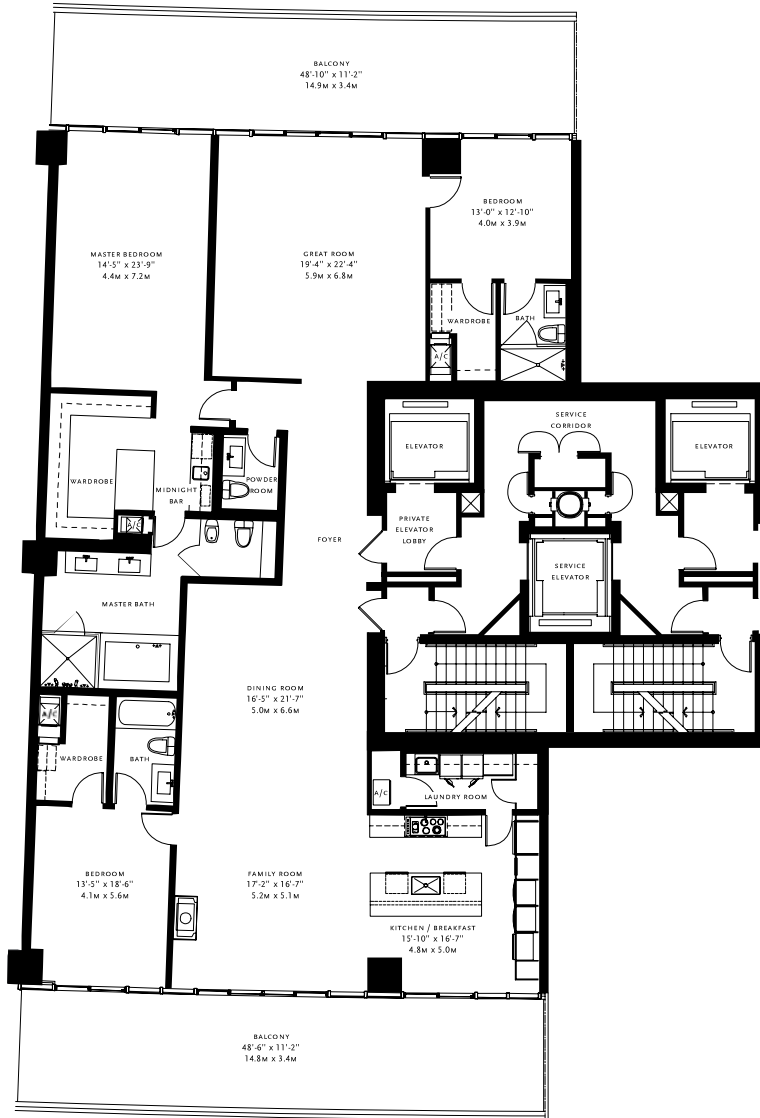 BALCONY
48'-10" x 11'-2"
14.9M x 3.4M
BEDROOM
13'-0" x 12'-10"
4.0M x 3.9M
MASTER BEDROOM
14'-5" x 23'-9"
4.4M x 7.2M
GREAT ROOM
19'-4" x 22'-4"
5.9M x 6.8M
WARDROBE
BATH
A/C
SERVICE
CORRIDOR
ELEVATOR
ELEVATOR
WARDROBE
MIDNIGHT
BAR
POWDER
ROOM
A/C
FOYER
PRIVATE
ELEVATOR
LOBBY
SERVICE
ELEVATOR
MASTER BATH
DINING ROOM
16'-5" x 21'-7"
5.0M x 6.6M
A/C
WARDROBE
BATH
A/C
LAUNDRY ROOM
BEDROOM
13'-5" x 18'-6"
4.1M x 5.6M
FAMILY ROOM
17'-2" x 16'-7"
5.2M x 5.1M
KITCHEN / BREAKFAST
15'-10" x 16'-7"
4.8M x 5.0M
BALCONY
48'-6" x 11'-2"
14.8M x 3.4M